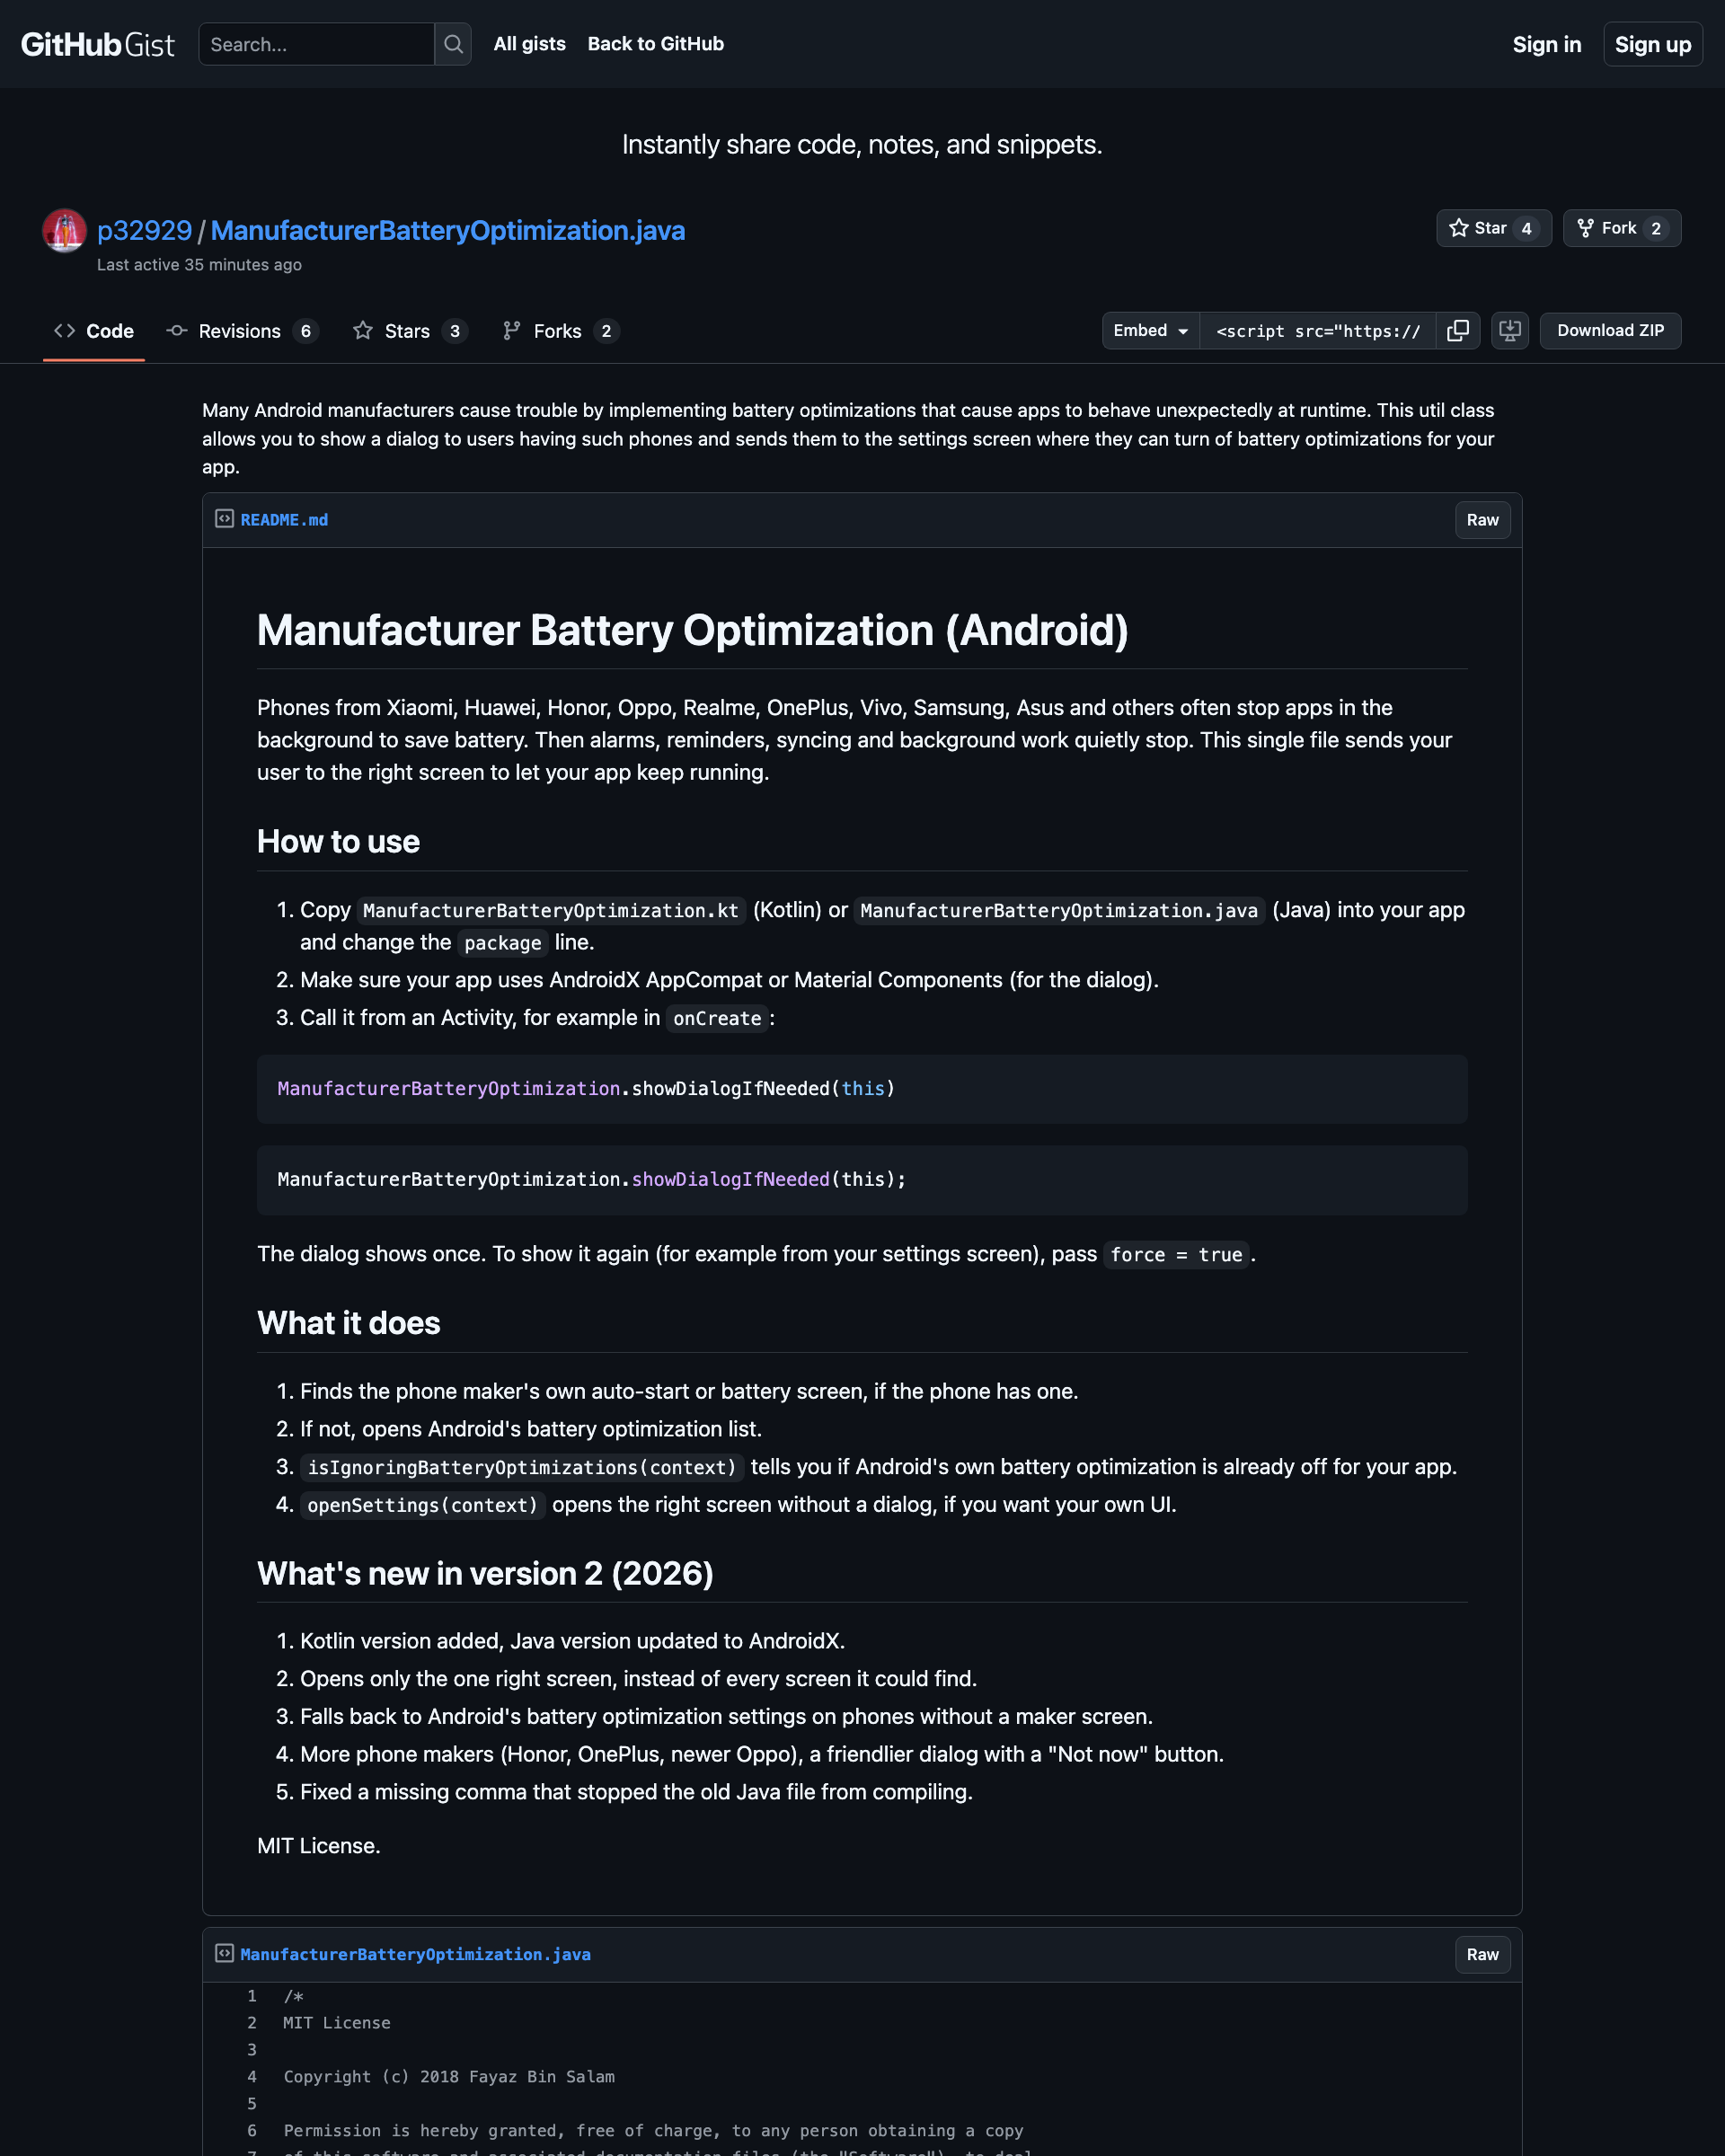 GitHub Gist
Search...
All gists
Back to GitHub
Sign in
Sign up
Instantly share code, notes, and snippets.
p32929 / ManufacturerBatteryOptimization.java
Last active 35 minutes ago
Star 4
Fork 2
Code
Revisions 6
Stars 3
Forks 2
Embed
<script src="https://
Download ZIP
Many Android manufacturers cause trouble by implementing battery optimizations that cause apps to behave unexpectedly at runtime. This util class
allows you to show a dialog to users having such phones and sends them to the settings screen where they can turn of battery optimizations for your
app.
README.md
Raw
Manufacturer Battery Optimization (Android)
Phones from Xiaomi, Huawei, Honor, Oppo, Realme, OnePlus, Vivo, Samsung, Asus and others often stop apps in the
background to save battery. Then alarms, reminders, syncing and background work quietly stop. This single file sends your
user to the right screen to let your app keep running.
How to use
1. Copy ManufacturerBatteryOptimization.kt (Kotlin) or ManufacturerBatteryOptimization.java (Java) into your app
and change the package line.
2. Make sure your app uses AndroidX AppCompat or Material Components (for the dialog).
3. Call it from an Activity, for example in onCreate:
ManufacturerBatteryOptimization.showDialogIfNeeded(this)
ManufacturerBatteryOptimization.showDialogIfNeeded(this);
The dialog shows once. To show it again (for example from your settings screen), pass force = true.
What it does
1. Finds the phone maker's own auto-start or battery screen, if the phone has one.
2. If not, opens Android's battery optimization list.
3. isIgnoringBatteryOptimizations(context) tells you if Android's own battery optimization is already off for your app.
4. openSettings(context) opens the right screen without a dialog, if you want your own UI.
What's new in version 2 (2026)
1. Kotlin version added, Java version updated to AndroidX.
2. Opens only the one right screen, instead of every screen it could find.
3. Falls back to Android's battery optimization settings on phones without a maker screen.
4. More phone makers (Honor, OnePlus, newer Oppo), a friendlier dialog with a "Not now" button.
5. Fixed a missing comma that stopped the old Java file from compiling.
MIT License.
ManufacturerBatteryOptimization.java
Raw
1 /*
2 MIT License
3
4 Copyright (c) 2018 Fayaz Bin Salam
5
6 Permission is hereby granted, free of charge, to any person obtaining a copy
7 of this software and associated documentation files (the "Software"), to deal